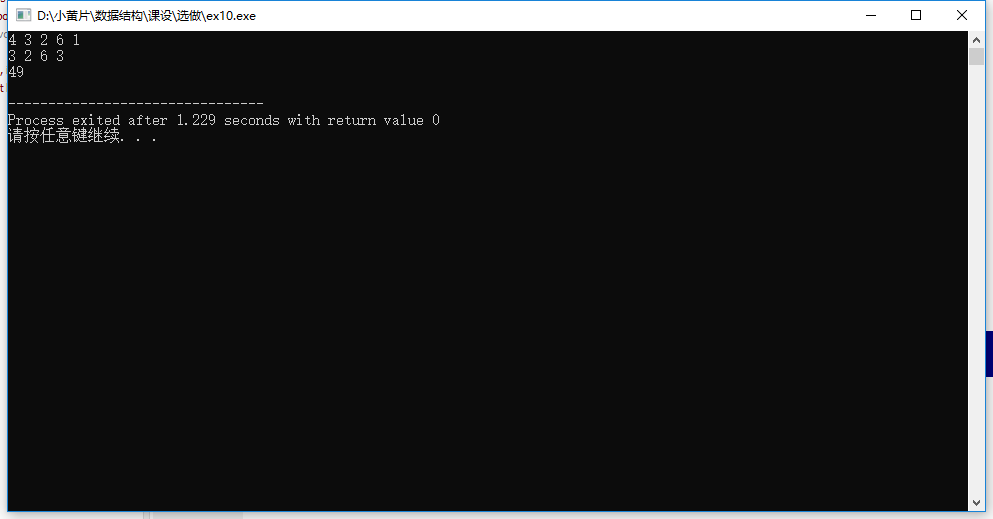 D:\小黄片\数据结构\课设\选做\ex10.exe
4 3 2 6 1
3 2 6 3
49
--------------------------------
Process exited after 1.229 seconds with return value 0
请按任意键继续. . .